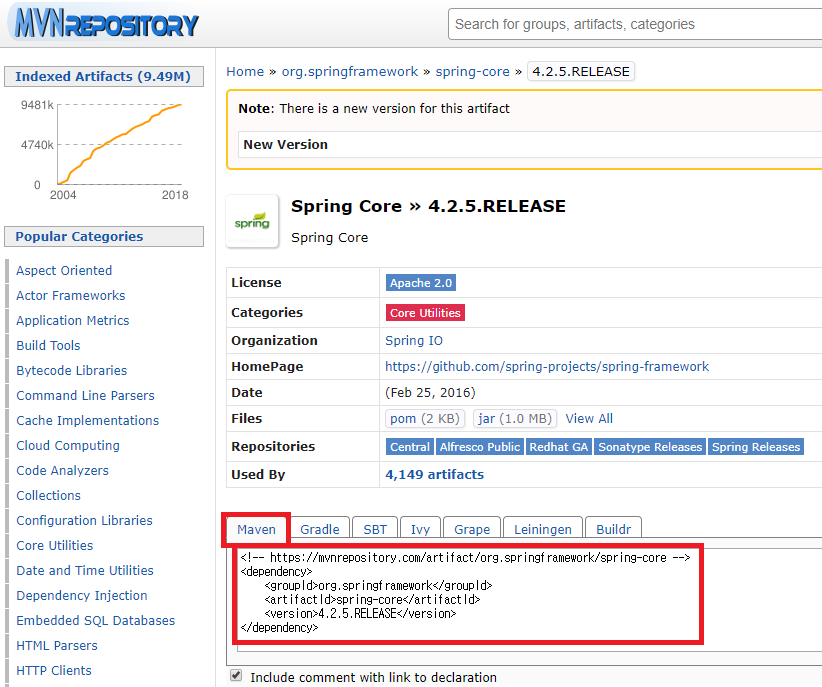 MVNREPOSITORY
Search for groups, artifacts, categories
Indexed Artifacts (9.49M)
9481k
4740k
0
2004
2018
Popular Categories
Aspect Oriented
Actor Frameworks
Application Metrics
Build Tools
Bytecode Libraries
Command Line Parsers
Cache Implementations
Cloud Computing
Code Analyzers
Collections
Configuration Libraries
Core Utilities
Date and Time Utilities
Dependency Injection
Embedded SQL Databases
HTML Parsers
HTTP Clients
Home » org.springframework » spring-core » 4.2.5.RELEASE
Note: There is a new version for this artifact
New Version
spring
Spring Core » 4.2.5.RELEASE
Spring Core
License Apache 2.0
Categories Core Utilities
Organization Spring IO
HomePage https://github.com/spring-projects/spring-framework
Date (Feb 25, 2016)
Files pom (2 KB) jar (1.0 MB) View All
Repositories Central Alfresco Public Redhat GA Sonatype Releases Spring Releases
Used By 4,149 artifacts
Maven Gradle SBT Ivy Grape Leiningen Buildr
<!-- https://mvnrepository.com/artifact/org.springframework/spring-core -->
<dependency>
    <groupId>org.springframework</groupId>
    <artifactId>spring-core</artifactId>
    <version>4.2.5.RELEASE</version>
</dependency>
Include comment with link to declaration